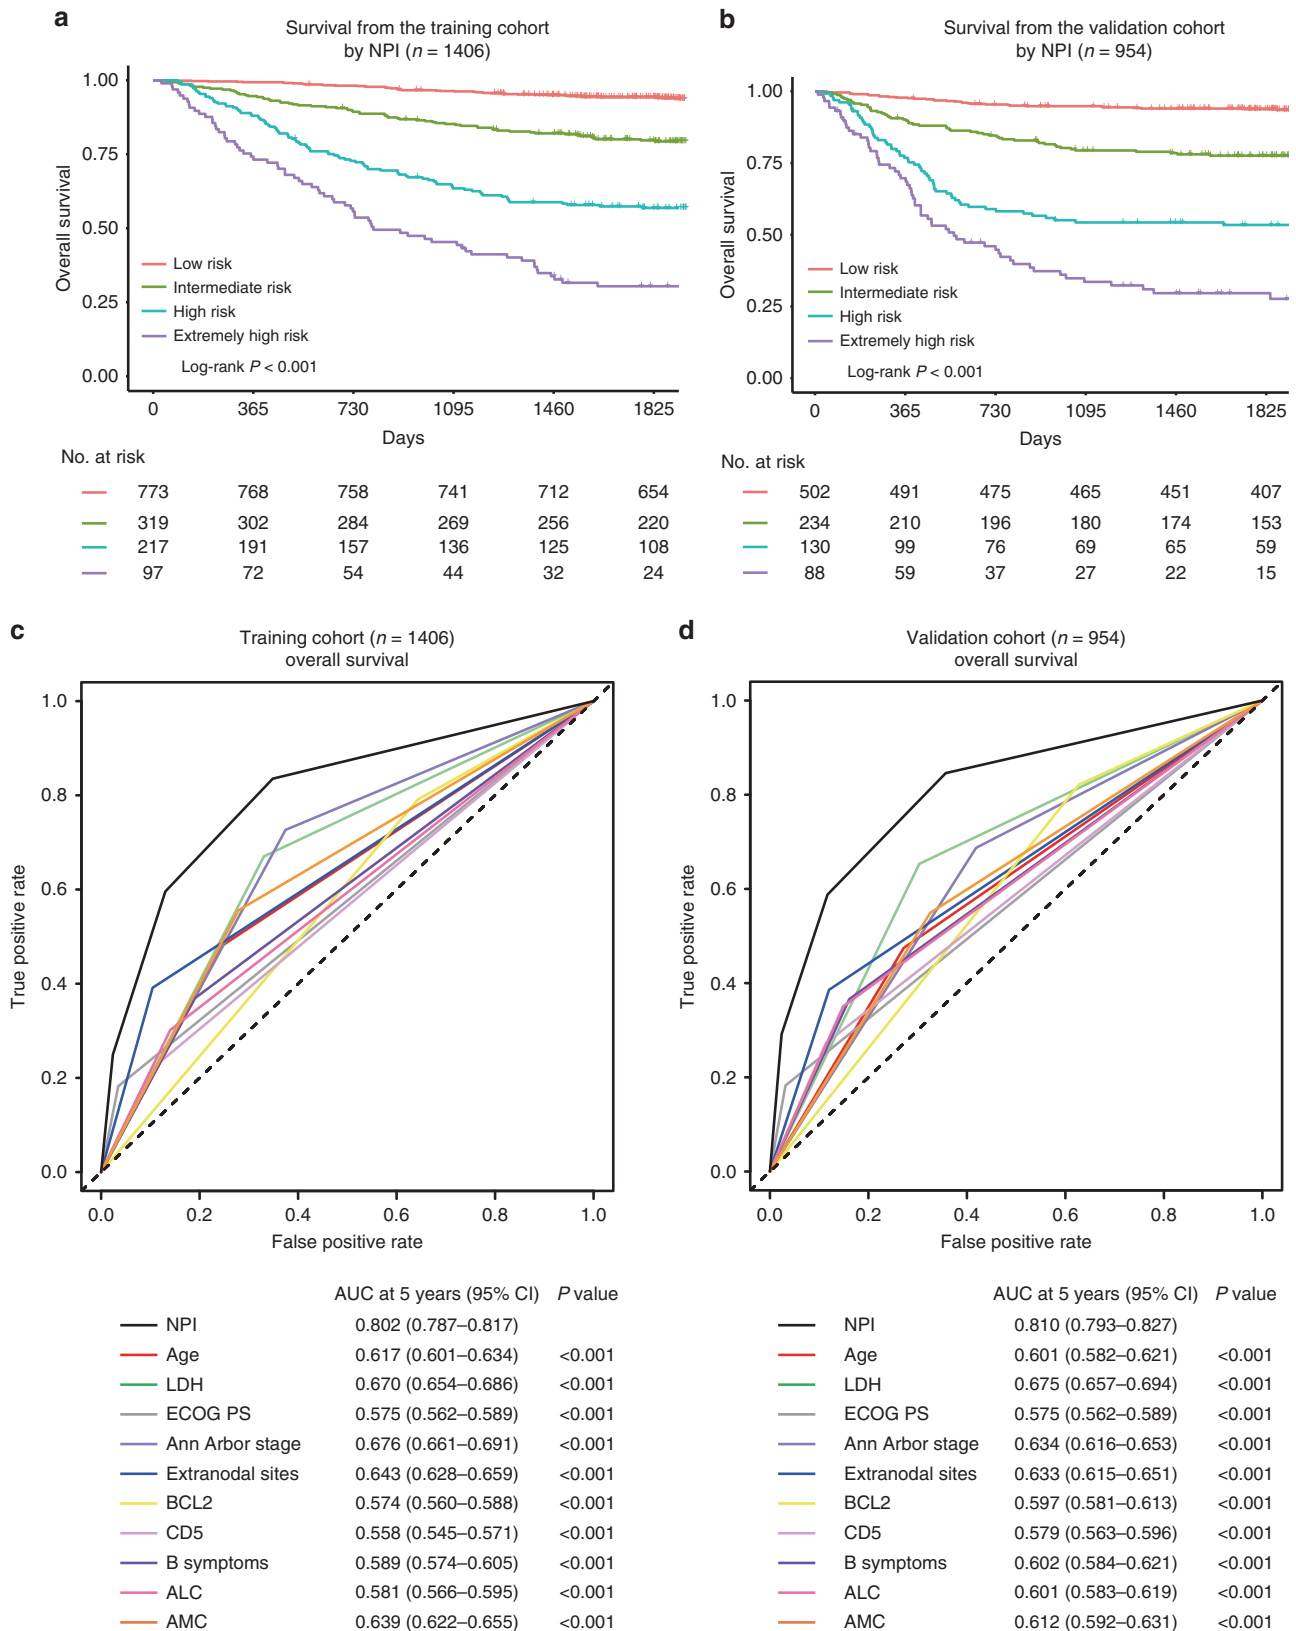 a
Survival from the training cohort
by NPI (n = 1406)
1.00
0.75
0.50
0.25
0.00
Overall survival
Low risk
Intermediate risk
High risk
Extremely high risk
Log-rank P < 0.001
0 365 730 1095 1460 1825
Days
No. at risk
773 768 758 741 712 654
319 302 284 269 256 220
217 191 157 136 125 108
97 72 54 44 32 24
b
Survival from the validation cohort
by NPI (n = 954)
1.00
0.75
0.50
0.25
0.00
Overall survival
Low risk
Intermediate risk
High risk
Extremely high risk
Log-rank P < 0.001
0 365 730 1095 1460 1825
Days
No. at risk
502 491 475 465 451 407
234 210 196 180 174 153
130 99 76 69 65 59
88 59 37 27 22 15
c
Training cohort (n = 1406)
overall survival
1.0
0.8
0.6
0.4
0.2
0.0
True positive rate
0.0 0.2 0.4 0.6 0.8 1.0
False positive rate
AUC at 5 years (95% CI) P value
NPI 0.802 (0.787–0.817)
Age 0.617 (0.601–0.634) <0.001
LDH 0.670 (0.654–0.686) <0.001
ECOG PS 0.575 (0.562–0.589) <0.001
Ann Arbor stage 0.676 (0.661–0.691) <0.001
Extranodal sites 0.643 (0.628–0.659) <0.001
BCL2 0.574 (0.560–0.588) <0.001
CD5 0.558 (0.545–0.571) <0.001
B symptoms 0.589 (0.574–0.605) <0.001
ALC 0.581 (0.566–0.595) <0.001
AMC 0.639 (0.622–0.655) <0.001
d
Validation cohort (n = 954)
overall survival
1.0
0.8
0.6
0.4
0.2
0.0
True positive rate
0.0 0.2 0.4 0.6 0.8 1.0
False positive rate
AUC at 5 years (95% CI) P value
NPI 0.810 (0.793–0.827)
Age 0.601 (0.582–0.621) <0.001
LDH 0.675 (0.657–0.694) <0.001
ECOG PS 0.575 (0.562–0.589) <0.001
Ann Arbor stage 0.634 (0.616–0.653) <0.001
Extranodal sites 0.633 (0.615–0.651) <0.001
BCL2 0.597 (0.581–0.613) <0.001
CD5 0.579 (0.563–0.596) <0.001
B symptoms 0.602 (0.584–0.621) <0.001
ALC 0.601 (0.583–0.619) <0.001
AMC 0.612 (0.592–0.631) <0.001